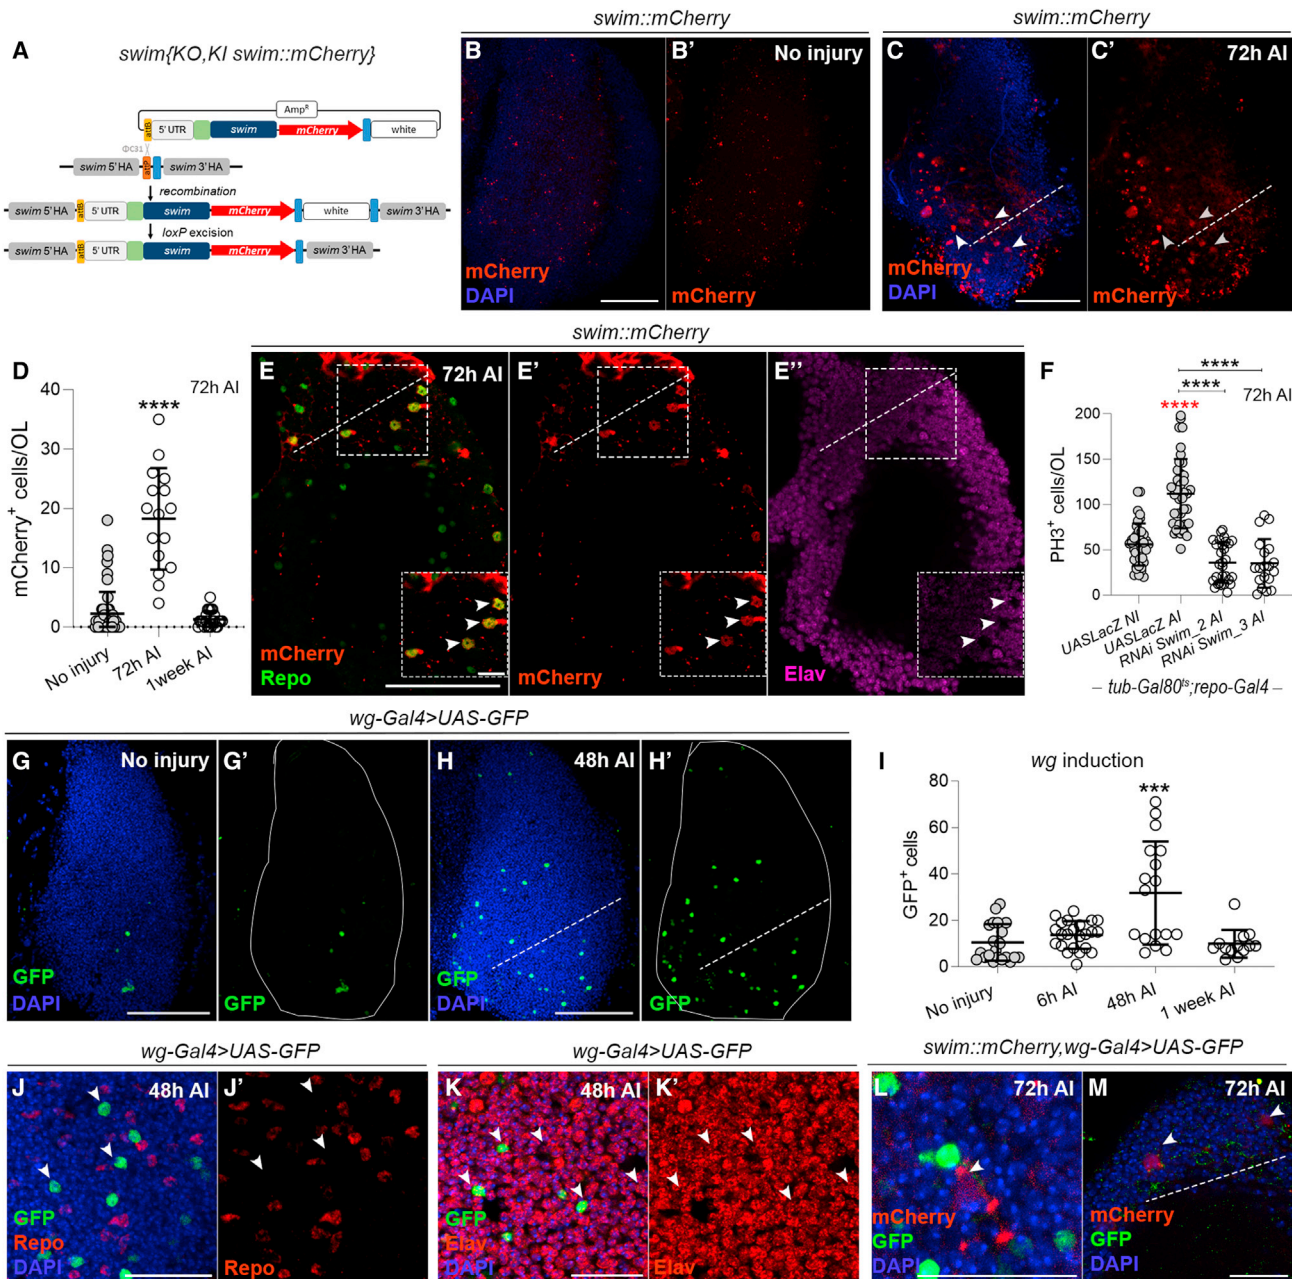 swim::mCherry
swim::mCherry
A
swim{KO,KI swim::mCherry}
AmpR
attB
5' UTR
swim
mCherry
white
ΦC31
swim 5' HA
attP
swim 3' HA
recombination
swim 5' HA
attB
5' UTR
swim
mCherry
white
swim 3' HA
loxP excision
swim 5' HA
attB
5' UTR
swim
mCherry
swim 3' HA
B
mCherry
DAPI
B'
No injury
mCherry
C
mCherry
DAPI
C'
72h AI
mCherry
swim::mCherry
D
72h AI
mCherry+ cells/OL
40
30
20
10
0
****
No injury
72h AI
1week AI
E
72h AI
mCherry
Repo
E'
mCherry
E''
Elav
F
72h AI
PH3+ cells/OL
200
150
100
50
0
****
****
****
UASLacZ NI
UASLacZ AI
RNAi Swim_2 AI
RNAi Swim_3 AI
– tub-Gal80ts;repo-Gal4 –
wg-Gal4>UAS-GFP
G
No injury
GFP
DAPI
G'
GFP
H
48h AI
GFP
DAPI
H'
GFP
I
wg induction
GFP+ cells
80
60
40
20
0
***
No injury
6h AI
48h AI
1 week AI
wg-Gal4>UAS-GFP
wg-Gal4>UAS-GFP
swim::mCherry,wg-Gal4>UAS-GFP
J
48h AI
GFP
Repo
DAPI
J'
Repo
K
48h AI
GFP
Elav
DAPI
K'
Elav
L
72h AI
mCherry
GFP
DAPI
M
72h AI
mCherry
GFP
DAPI